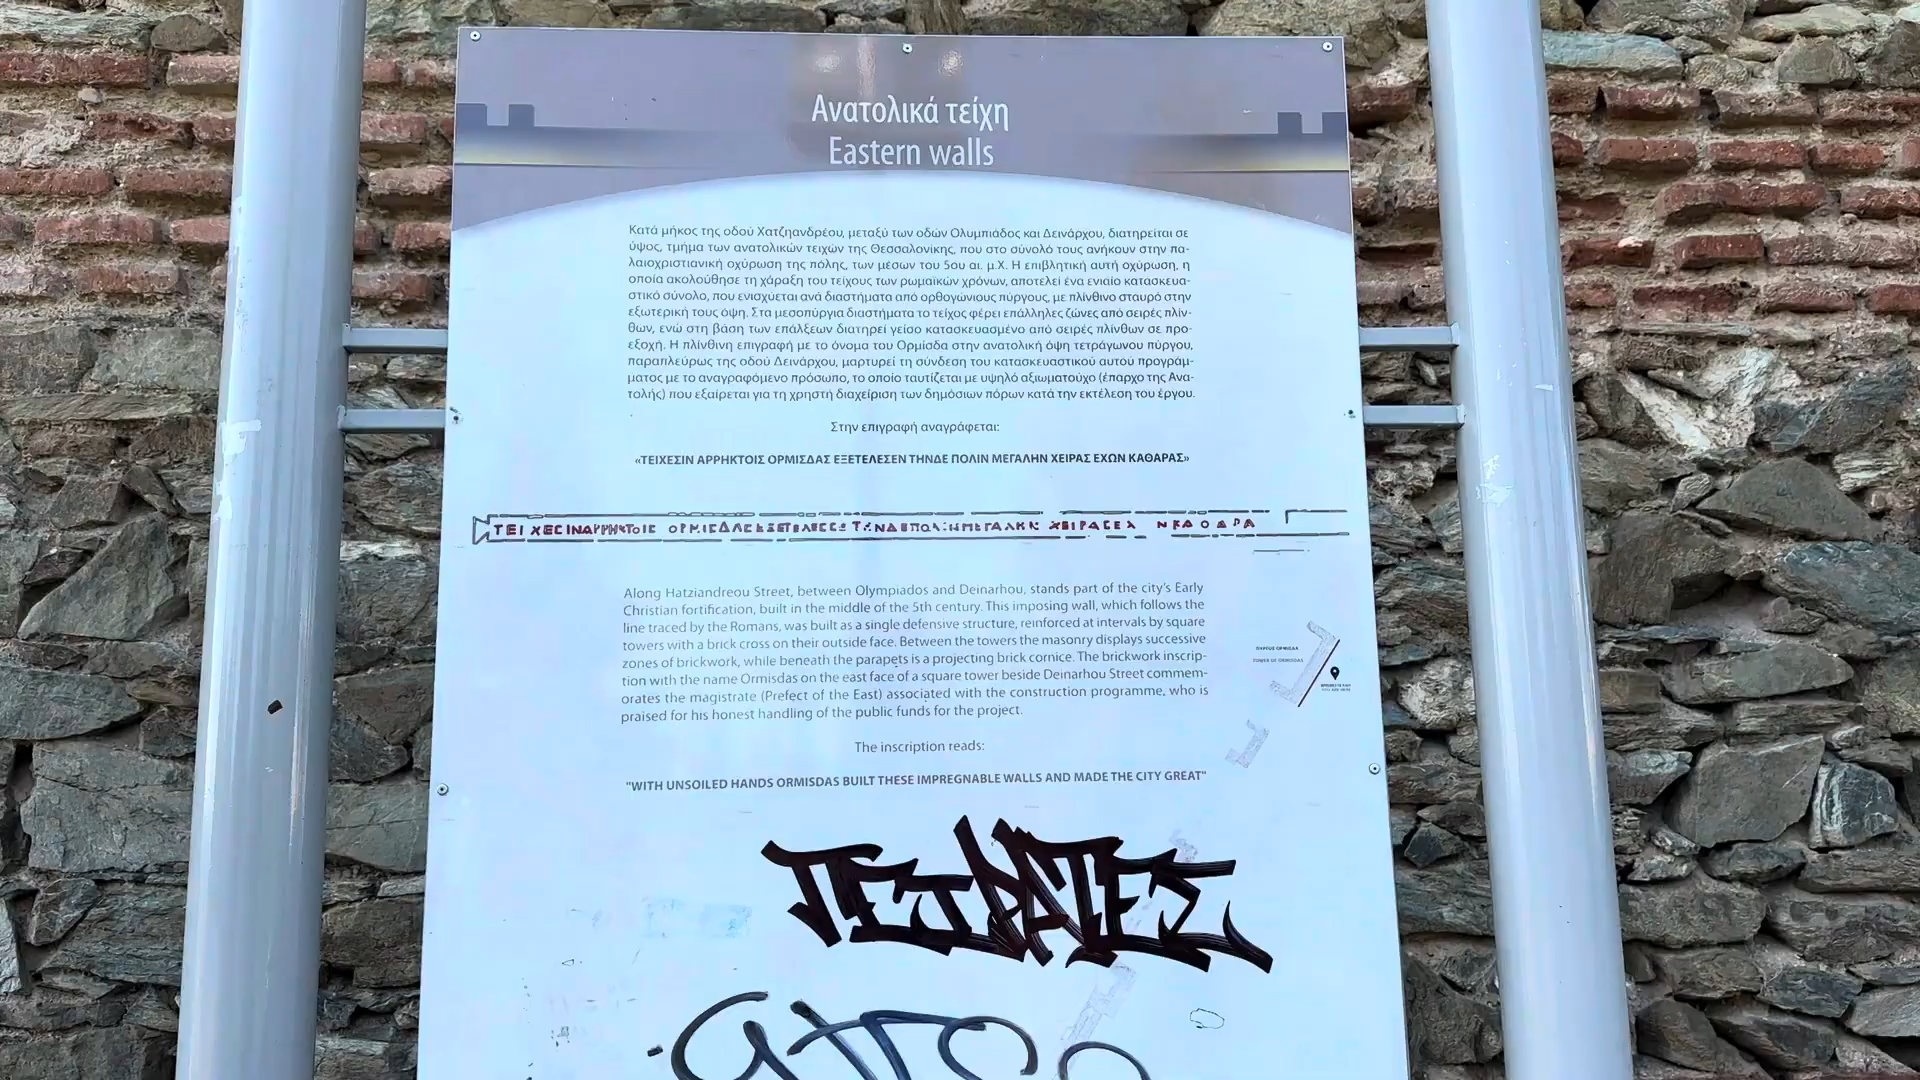 Ανατολικά τείχη
Eastern walls
Κατά μήκος της οδού Χατζηανδρέου, μεταξύ των οδών Ολυμπιάδος και Δεινάρχου, διατηρείται σε
ύψος, τμήμα των ανατολικών τειχών της Θεσσαλονίκης, που στο σύνολό τους ανήκουν στην πα-
λαιοχριστιανική οχύρωση της πόλης, των μέσων του 5ου αι. μ.Χ. Η επιβλητική αυτή οχύρωση, η
οποία ακολούθησε τη χάραξη του τείχους των ρωμαϊκών χρόνων, αποτελεί ένα ενιαίο κατασκευα-
στικό σύνολο, που ενισχύεται ανά διαστήματα από ορθογώνιους πύργους, με πλίνθινο σταυρό στην
εξωτερική τους όψη. Στα μεσοπύργια διαστήματα το τείχος φέρει επάλληλες ζώνες από σειρές πλίν-
θων, ενώ στη βάση των επάλξεων διατηρεί γείσο κατασκευασμένο από σειρές πλίνθων σε προ-
εξοχή. Η πλίνθινη επιγραφή με το όνομα του Ορμίσδα στην ανατολική όψη τετράγωνου πύργου,
παραπλεύρως της οδού Δεινάρχου, μαρτυρεί τη σύνδεση του κατασκευαστικού αυτού προγράμ-
ματος με το αναγραφόμενο πρόσωπο, το οποίο ταυτίζεται με υψηλό αξιωματούχο (έπαρχο της Ανα-
τολής) που εξαίρεται για τη χρηστή διαχείριση των δημόσιων πόρων κατά την εκτέλεση του έργου.
Στην επιγραφή αναγράφεται:
«ΤΕΙΧΕΣΙΝ ΑΡΡΗΚΤΟΙΣ ΟΡΜΙΣΔΑΣ ΕΞΕΤΕΛΕΣΕΝ ΤΗΝΔΕ ΠΟΛΙΝ ΜΕΓΑΛΗΝ ΧΕΙΡΑΣ ΕΧΩΝ ΚΑΘΑΡΑΣ»
Along Hatziandreou Street, between Olympiados and Deinarhou, stands part of the city's Early
Christian fortification, built in the middle of the 5th century. This imposing wall, which follows the
line traced by the Romans, was built as a single defensive structure, reinforced at intervals by square
towers with a brick cross on their outside face. Between the towers the masonry displays successive
zones of brickwork, while beneath the parapets is a projecting brick cornice. The brickwork inscrip-
tion with the name Ormisdas on the east face of a square tower beside Deinarhou Street commem-
orates the magistrate (Prefect of the East) associated with the construction programme, who is
praised for his honest handling of the public funds for the project.
ΠΥΡΓΟΣ ΟΡΜΙΣΔΑ
TOWER OF ORMISDAS
YOU ARE HERE
The inscription reads:
"WITH UNSOILED HANDS ORMISDAS BUILT THESE IMPREGNABLE WALLS AND MADE THE CITY GREAT"
ΠΕΙΡΑΤΕΣ